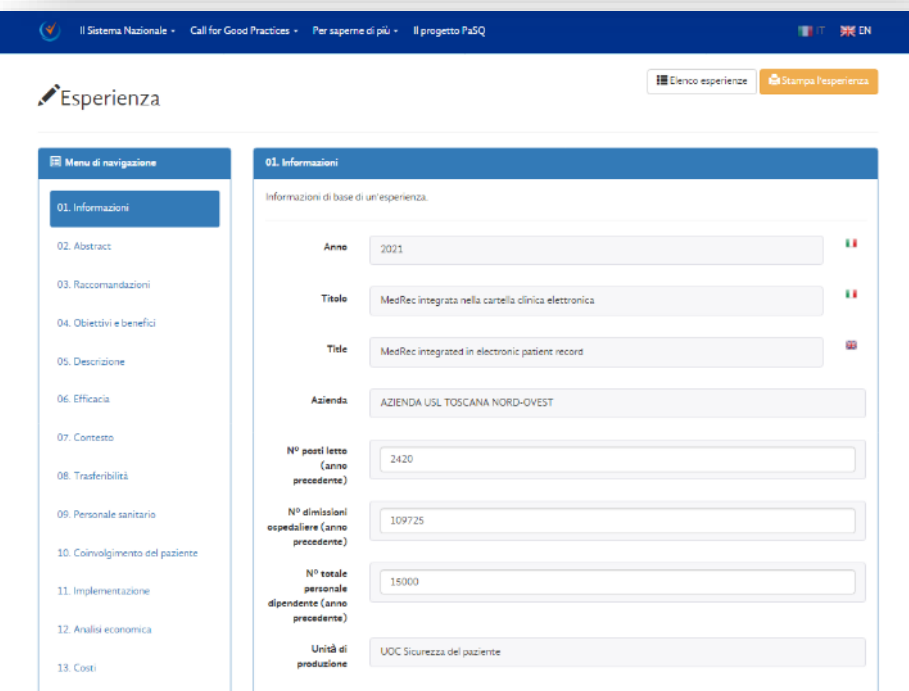 Il Sistema Nazionale Call for Good Practices Per saperne di più Il progetto PaSQ IT EN
Esperienza
Elenco esperienze Stampa l'esperienza
Menu di navigazione
01. Informazioni
02. Abstract
03. Raccomandazioni
04. Obiettivi e benefici
05. Descrizione
06. Efficacia
07. Contesto
08. Trasferibilità
09. Personale sanitario
10. Coinvolgimento del paziente
11. Implementazione
12. Analisi economica
13. Costi
01. Informazioni
Informazioni di base di un'esperienza.
Anno 2021
Titolo MedRec integrata nella cartella clinica elettronica
Title MedRec integrated in electronic patient record
Azienda AZIENDA USL TOSCANA NORD-OVEST
N° posti letto
(anno
precedente)
2420
N° dimissioni
ospedaliere (anno
precedente)
109725
N° totale
personale
dipendente (anno
precedente)
15000
Unità di
produzione
UOC Sicurezza del paziente